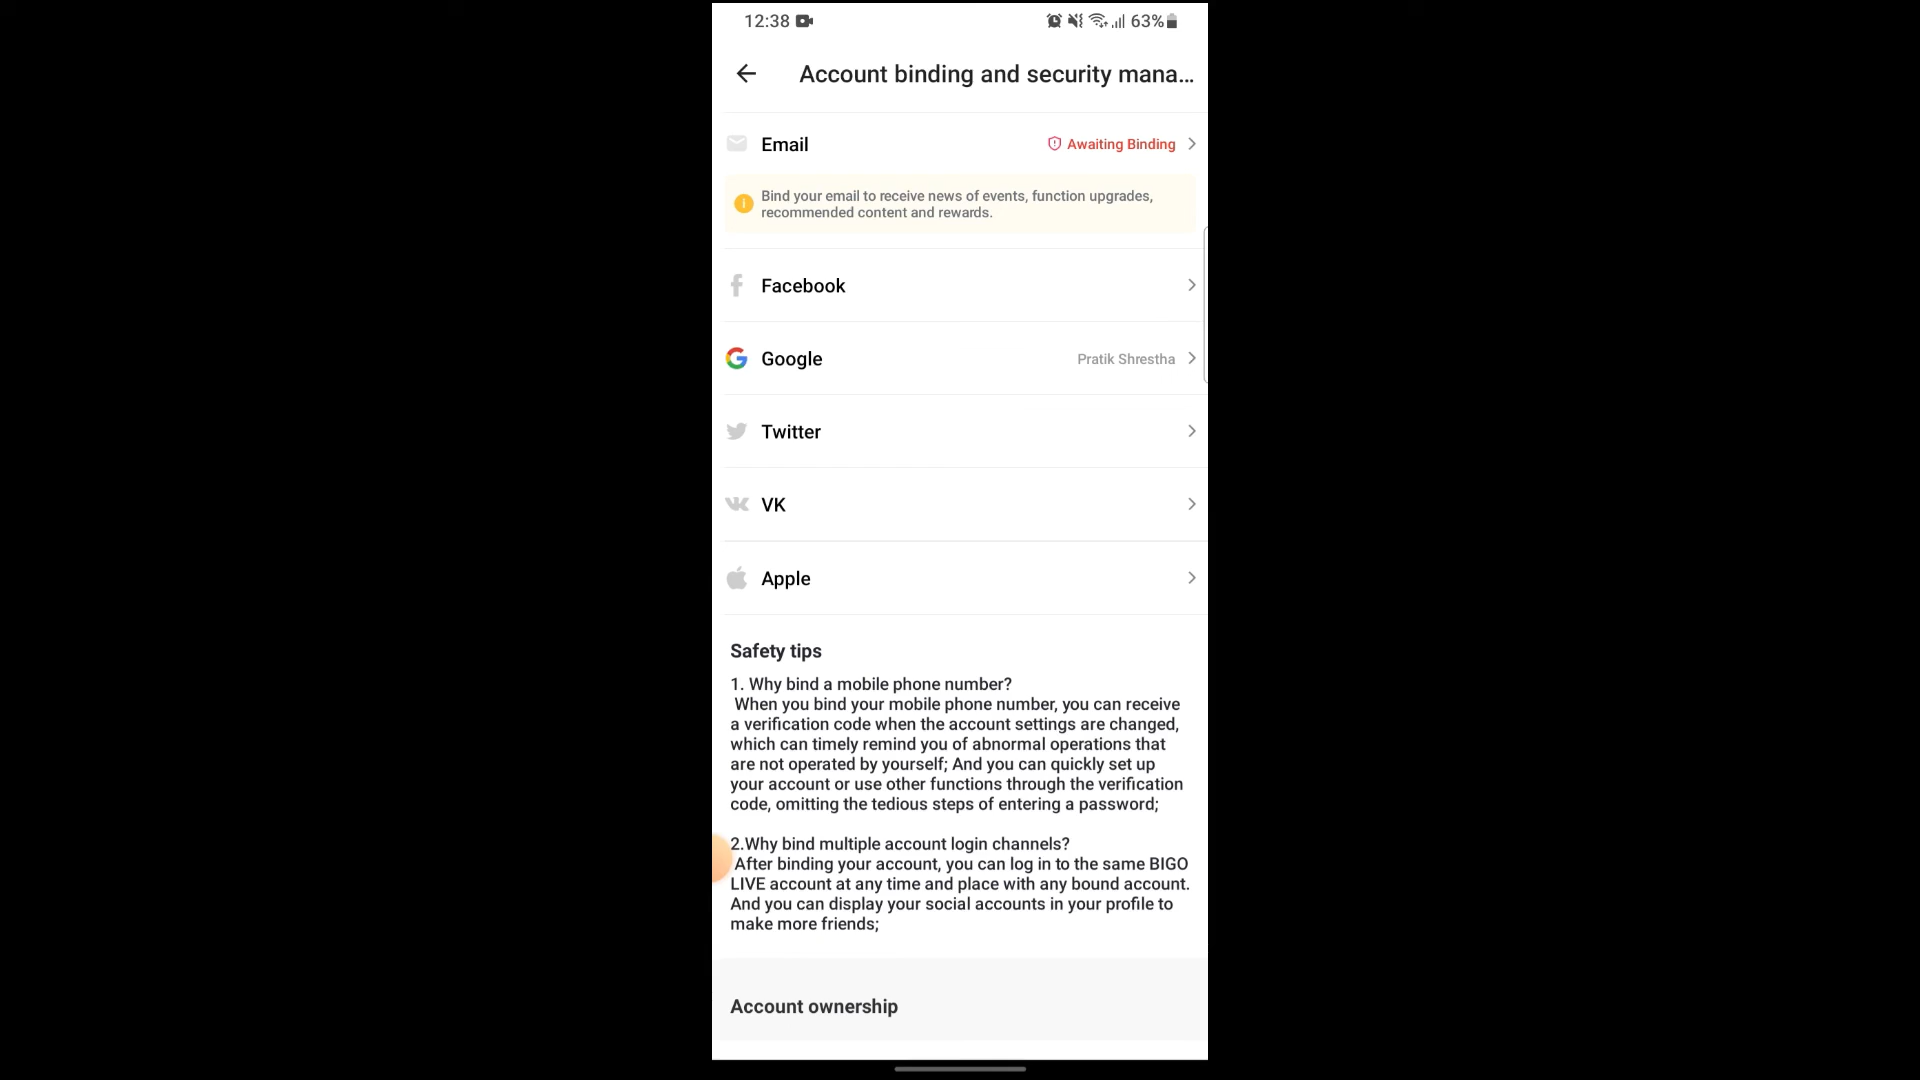 12:38
63%
Account binding and security mana...
Email
Awaiting Binding
Bind your email to receive news of events, function upgrades,
recommended content and rewards.
Facebook
Google
Pratik Shrestha
Twitter
VK
Apple
Safety tips
1. Why bind a mobile phone number?
When you bind your mobile phone number, you can receive
a verification code when the account settings are changed,
which can timely remind you of abnormal operations that
are not operated by yourself; And you can quickly set up
your account or use other functions through the verification
code, omitting the tedious steps of entering a password;
2.Why bind multiple account login channels?
After binding your account, you can log in to the same BIGO
LIVE account at any time and place with any bound account.
And you can display your social accounts in your profile to
make more friends;
Account ownership